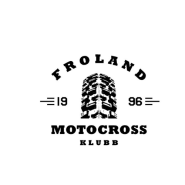 FROLAND
19 96
MOTOCROSS
KLUBB